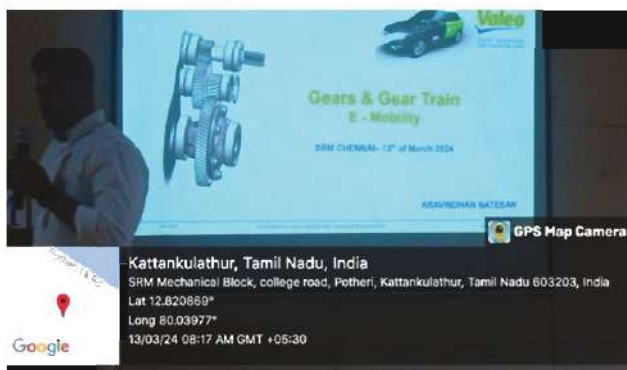 Valeo
Gears & Gear Train
E - Mobility
SRM CHENNAI– 13th of March 2024
ARAVINDHAN NATESAN
GPS Map Camera
Kattankulathur, Tamil Nadu, India
SRM Mechanical Block, college road, Potheri, Kattankulathur, Tamil Nadu 603203, India
Lat 12.820869°
Long 80.03977°
13/03/24 08:17 AM GMT +05:30
Google